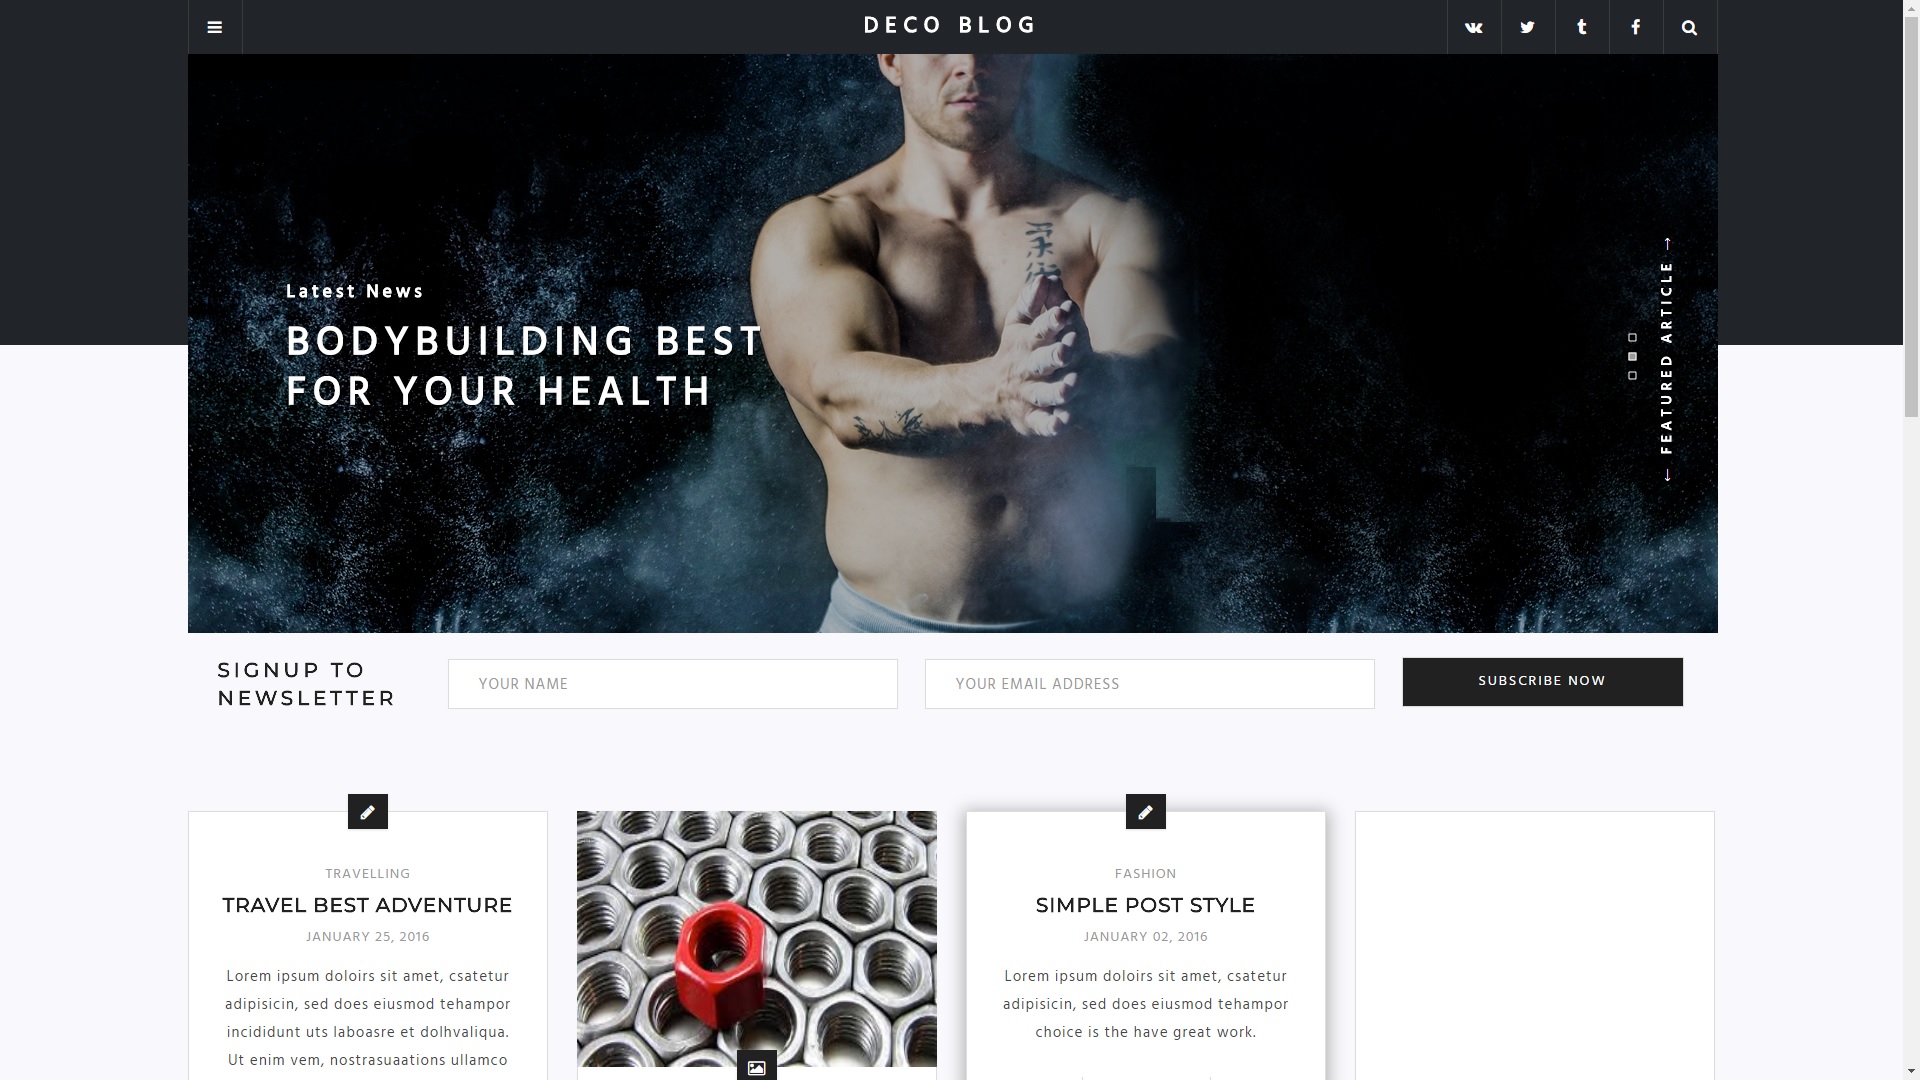 DECO BLOG
Latest News
BODYBUILDING BEST
FOR YOUR HEALTH
← FEATURED ARTICLE →
SIGNUP TO
NEWSLETTER
YOUR NAME
YOUR EMAIL ADDRESS
SUBSCRIBE NOW
TRAVELLING
TRAVEL BEST ADVENTURE
JANUARY 25, 2016
Lorem ipsum doloirs sit amet, csatetur
adipisicin, sed does eiusmod tehampor
incididunt uts laboasre et dolhvaliqua.
Ut enim vem, nostrasuaations ullamco
FASHION
SIMPLE POST STYLE
JANUARY 02, 2016
Lorem ipsum doloirs sit amet, csatetur
adipisicin, sed does eiusmod tehampor
choice is the have great work.